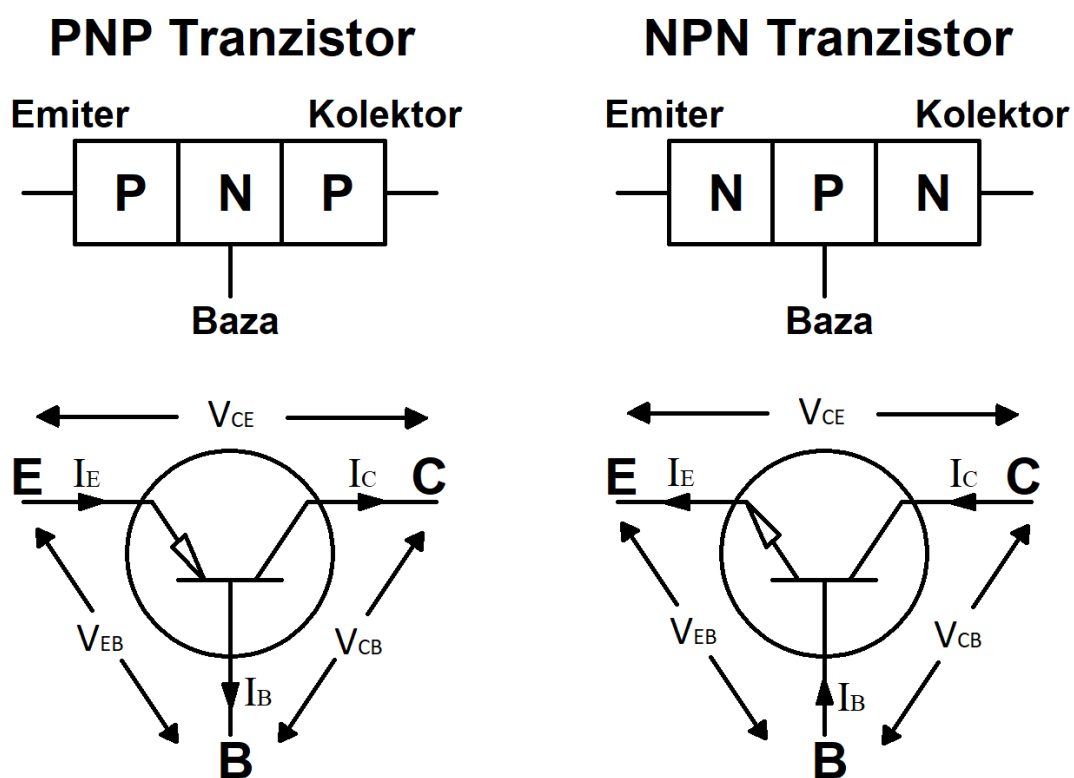 PNP Tranzistor
NPN Tranzistor
Emiter
Kolektor
P N P
Baza
Emiter
Kolektor
N P N
Baza
VCE
E IE IC C
VEB VCB
IB
B
VCE
E IE IC C
VEB VCB
IB
B